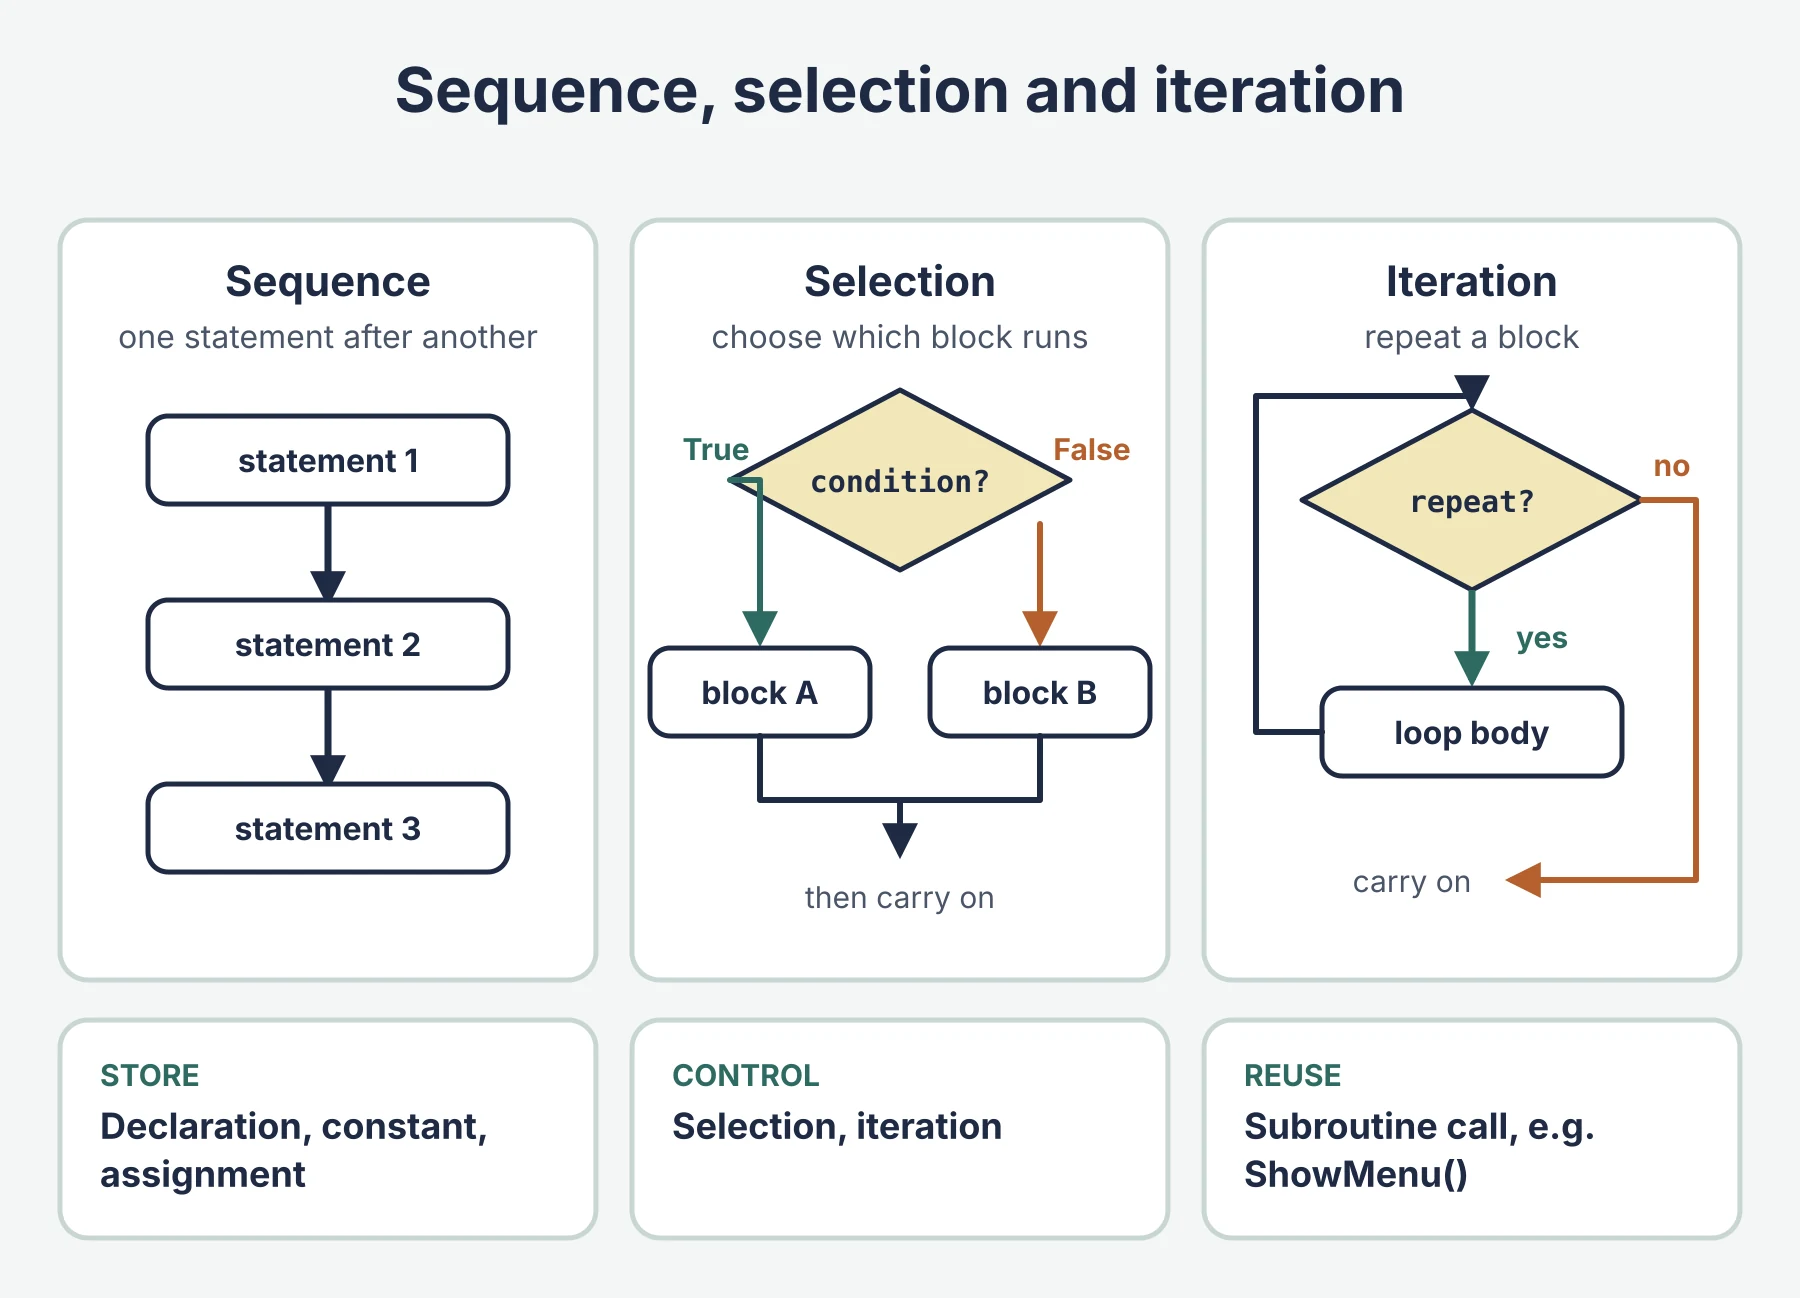 Sequence, selection and iteration
Sequence
one statement after another
statement 1
statement 2
statement 3
Selection
choose which block runs
True
False
condition?
block A
block B
then carry on
Iteration
repeat a block
no
repeat?
yes
loop body
carry on
STORE
Declaration, constant,
assignment
CONTROL
Selection, iteration
REUSE
Subroutine call, e.g.
ShowMenu()